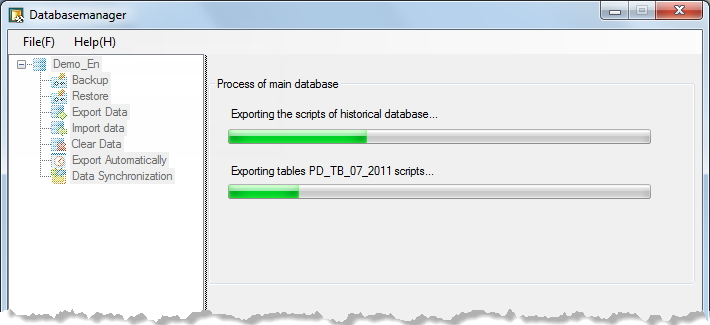 Databasemanager
File(F) Help(H)
Demo_En
Backup
Restore
Export Data
Import data
Clear Data
Export Automatically
Data Synchronization
Process of main database
Exporting the scripts of historical database...
Exporting tables PD_TB_07_2011 scripts...